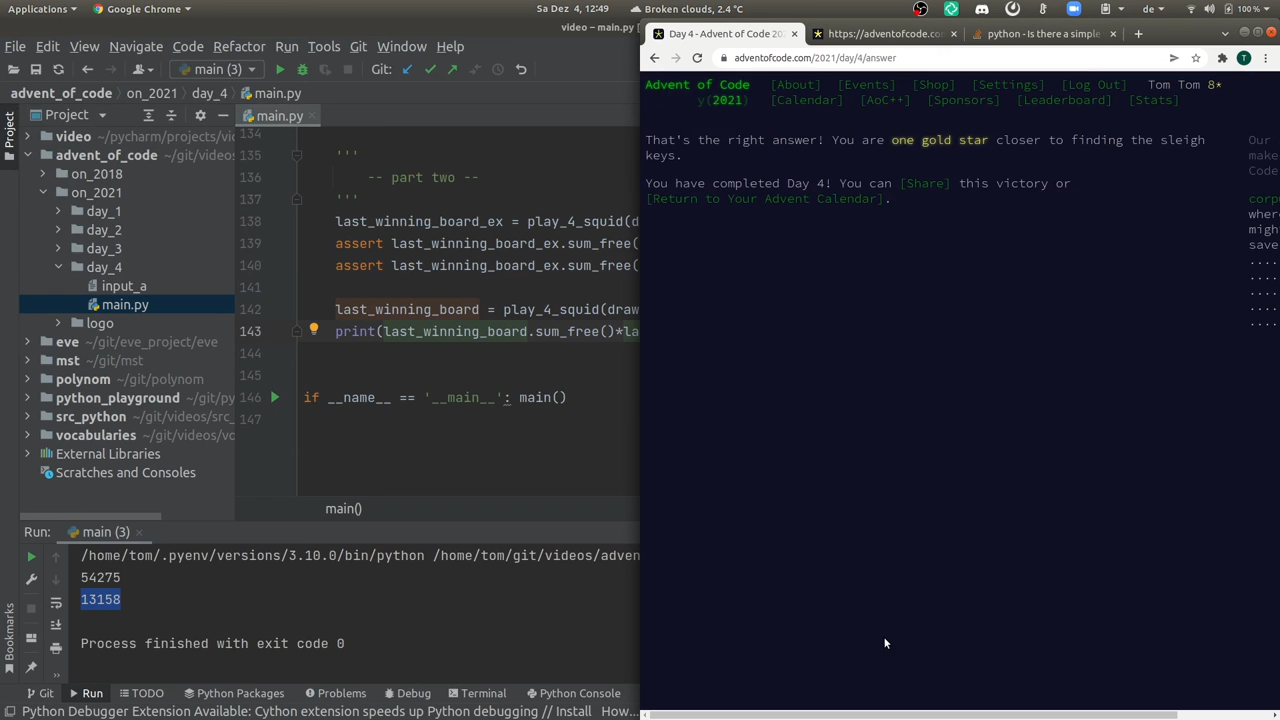 Applications
Google Chrome
Sa Dez 4, 12:49
Broken clouds, 2.4 °C
de
100 %
video – main.py
File Edit View Navigate Code Refactor Run Tools Git Window Help
main (3)
Git:
advent_of_code
on_2021
day_4
main.py
Project
main.py
Project
video ~/pycharm/projects/vi
advent_of_code ~/git/videos
on_2018
on_2021
day_1
day_2
day_3
day_4
input_a
main.py
logo
eve ~/git/eve_project/eve
mst ~/git/mst
polynom ~/git/polynom
python_playground ~/git/py
src_python ~/git/videos/src_
vocabularies ~/git/videos/vo
External Libraries
Scratches and Consoles
134
135 '''
136 -- part two --
137 '''
138 last_winning_board_ex = play_4_squid(d
139 assert last_winning_board_ex.sum_free(
140 assert last_winning_board_ex.sum_free(
141
142 last_winning_board = play_4_squid(draw
143 print(last_winning_board.sum_free()*la
144
145
146 if __name__ == '__main__': main()
147
main()
Run: main (3)
/home/tom/.pyenv/versions/3.10.0/bin/python /home/tom/git/videos/adven
54275
13158
Process finished with exit code 0
Bookmarks
Git Run TODO Python Packages Problems Debug Terminal Python Console
Python Debugger Extension Available: Cython extension speeds up Python debugging // Install How...
Day 4 - Advent of Code 202
https://adventofcode.co
python - Is there a simple
adventofcode.com/2021/day/4/answer
T
Advent of Code [About] [Events] [Shop] [Settings] [Log Out] Tom Tom 8*
y(2021) [Calendar] [AoC++] [Sponsors] [Leaderboard] [Stats]
That's the right answer! You are one gold star closer to finding the sleigh
keys.
You have completed Day 4! You can [Share] this victory or
[Return to Your Advent Calendar].
Our
make
Code
corp
wher
migh
save
....
....
....
....
....